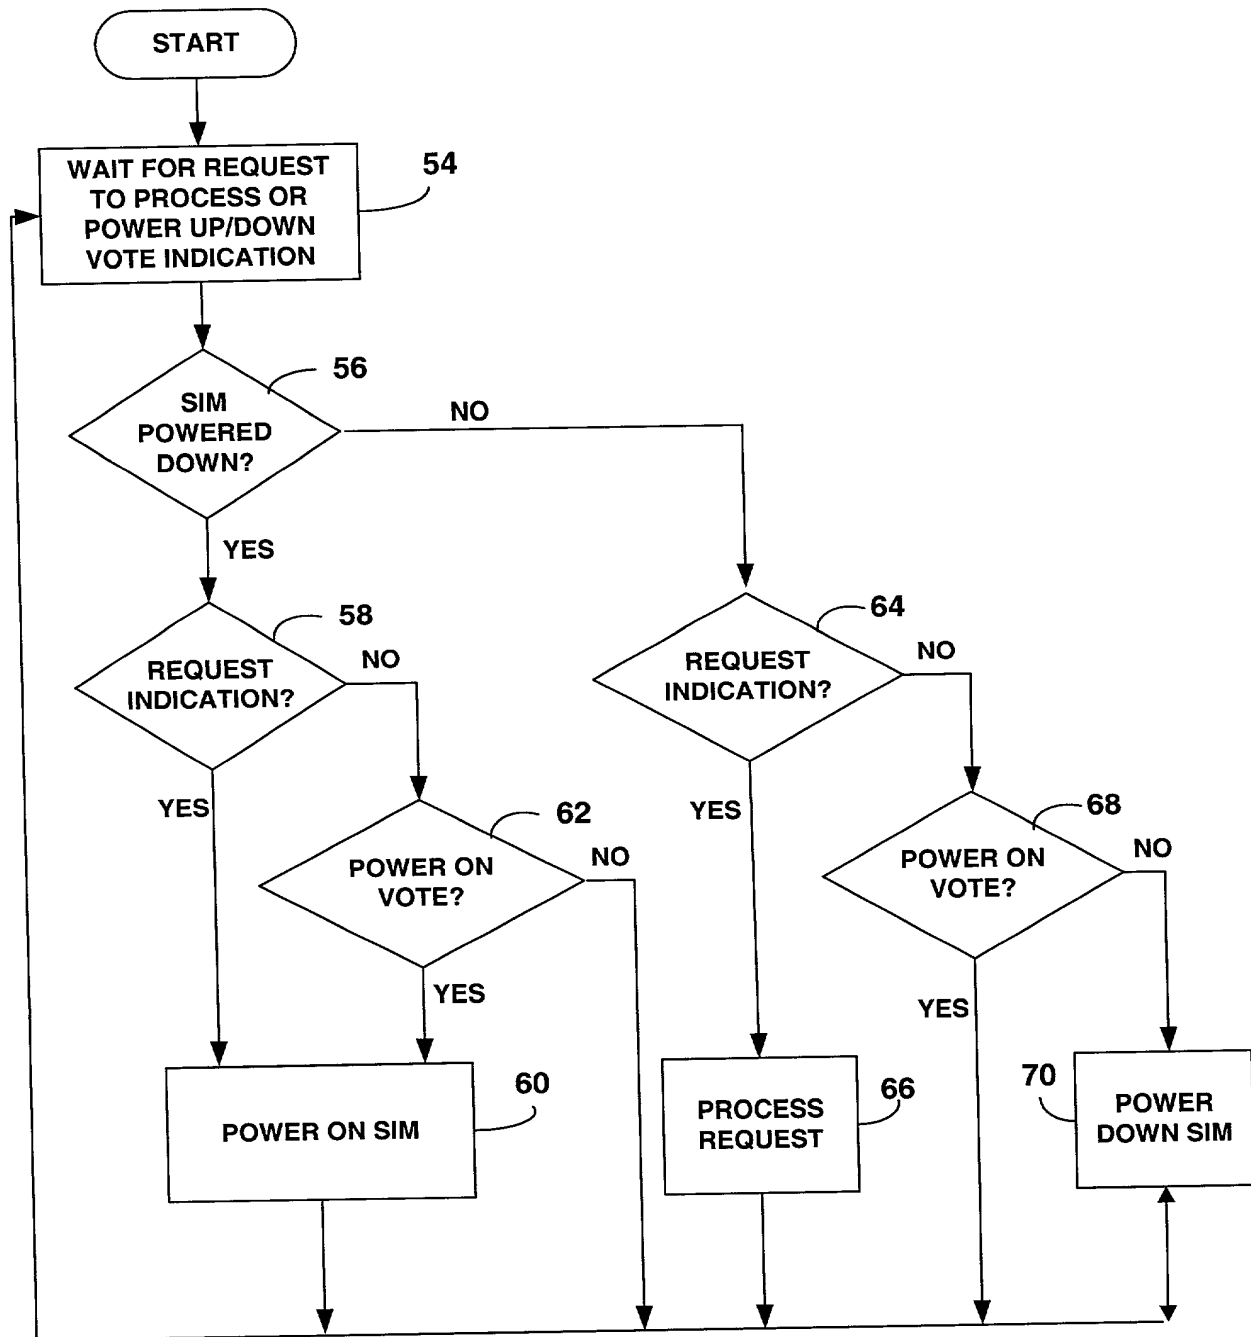 START
WAIT FOR REQUEST
TO PROCESS OR
POWER UP/DOWN
VOTE INDICATION
54
SIM
POWERED
DOWN?
56
NO
YES
REQUEST
INDICATION?
58
NO
YES
POWER ON
VOTE?
62
NO
YES
POWER ON SIM
60
REQUEST
INDICATION?
64
NO
YES
PROCESS
REQUEST
66
POWER ON
VOTE?
68
NO
YES
POWER
DOWN SIM
70